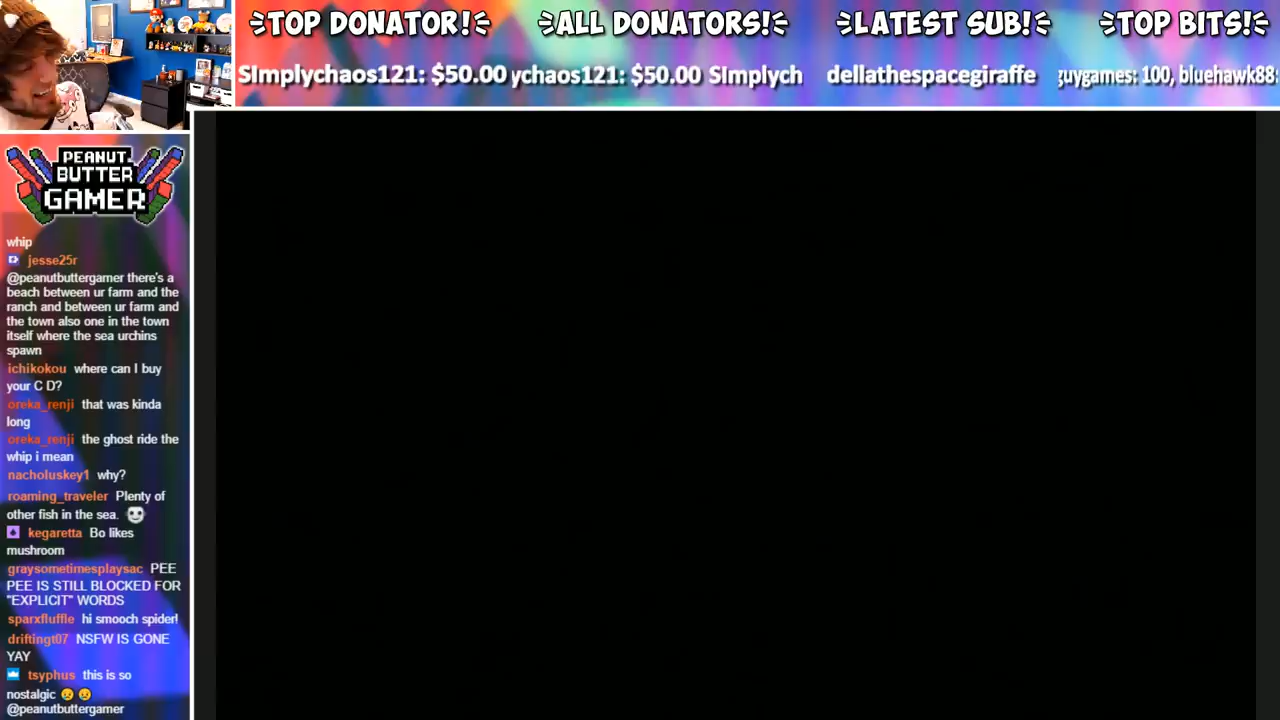 TOP DONATOR!
ALL DONATORS!
LATEST SUB!
TOP BITS!
SImplychaos121: $50.00
ychaos121: $50.00 SImplych
dellathespacegiraffe
guygames: 100, bluehawk88:
PEANUT
BUTTER
GAMER
whip
jesse25r
@peanutbuttergamer there's a
beach between ur farm and the
ranch and between ur farm and
the town also one in the town
itself where the sea urchins
spawn
ichikokou where can I buy
your C D?
oreka_renji that was kinda
long
oreka_renji the ghost ride the
whip i mean
nacholuskey1 why?
roaming_traveler Plenty of
other fish in the sea.
kegaretta Bo likes
mushroom
graysometimesplaysac PEE
PEE IS STILL BLOCKED FOR
"EXPLICIT" WORDS
sparxfluffle hi smooch spider!
driftingt07 NSFW IS GONE
YAY
tsyphus this is so
nostalgic
@peanutbuttergamer